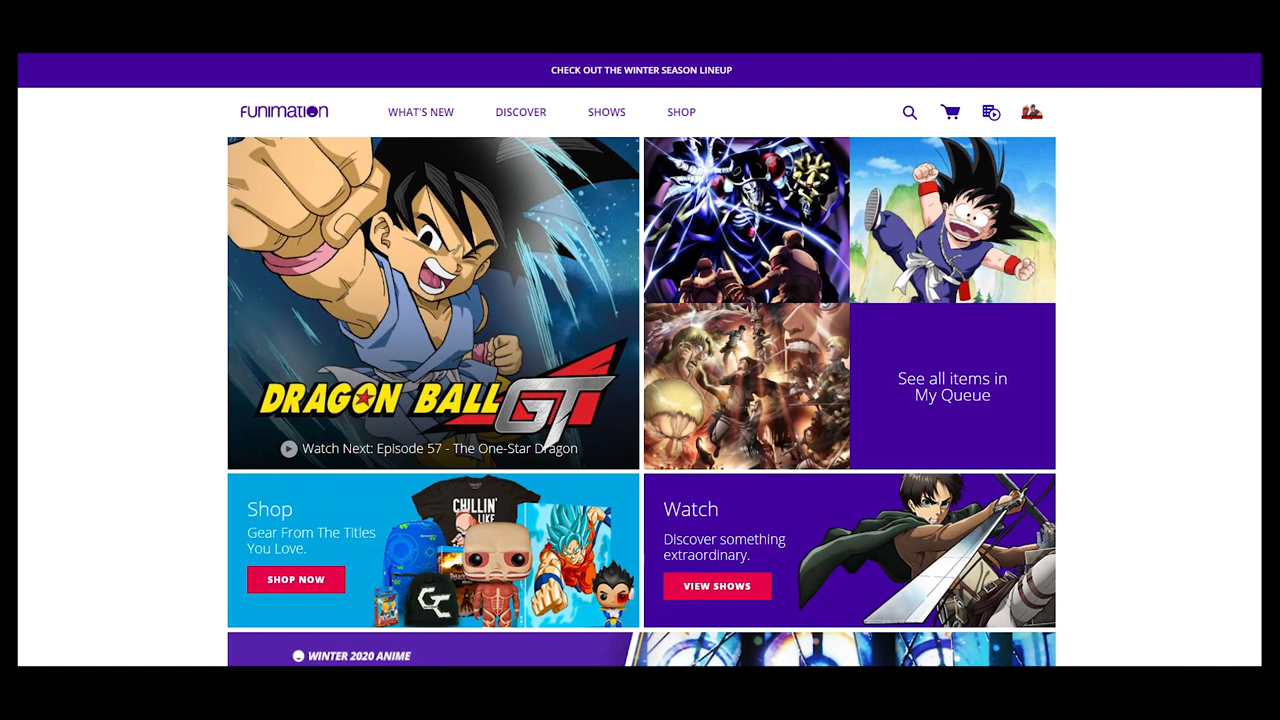 CHECK OUT THE WINTER SEASON LINEUP
FUNIMATION
WHAT'S NEW
DISCOVER
SHOWS
SHOP
DRAGON BALL GT
Watch Next: Episode 57 - The One-Star Dragon
See all items in
My Queue
Shop
Gear From The Titles
You Love.
SHOP NOW
CHILLIN'
LIKE
Watch
Discover something
extraordinary.
VIEW SHOWS
WINTER 2020 ANIME